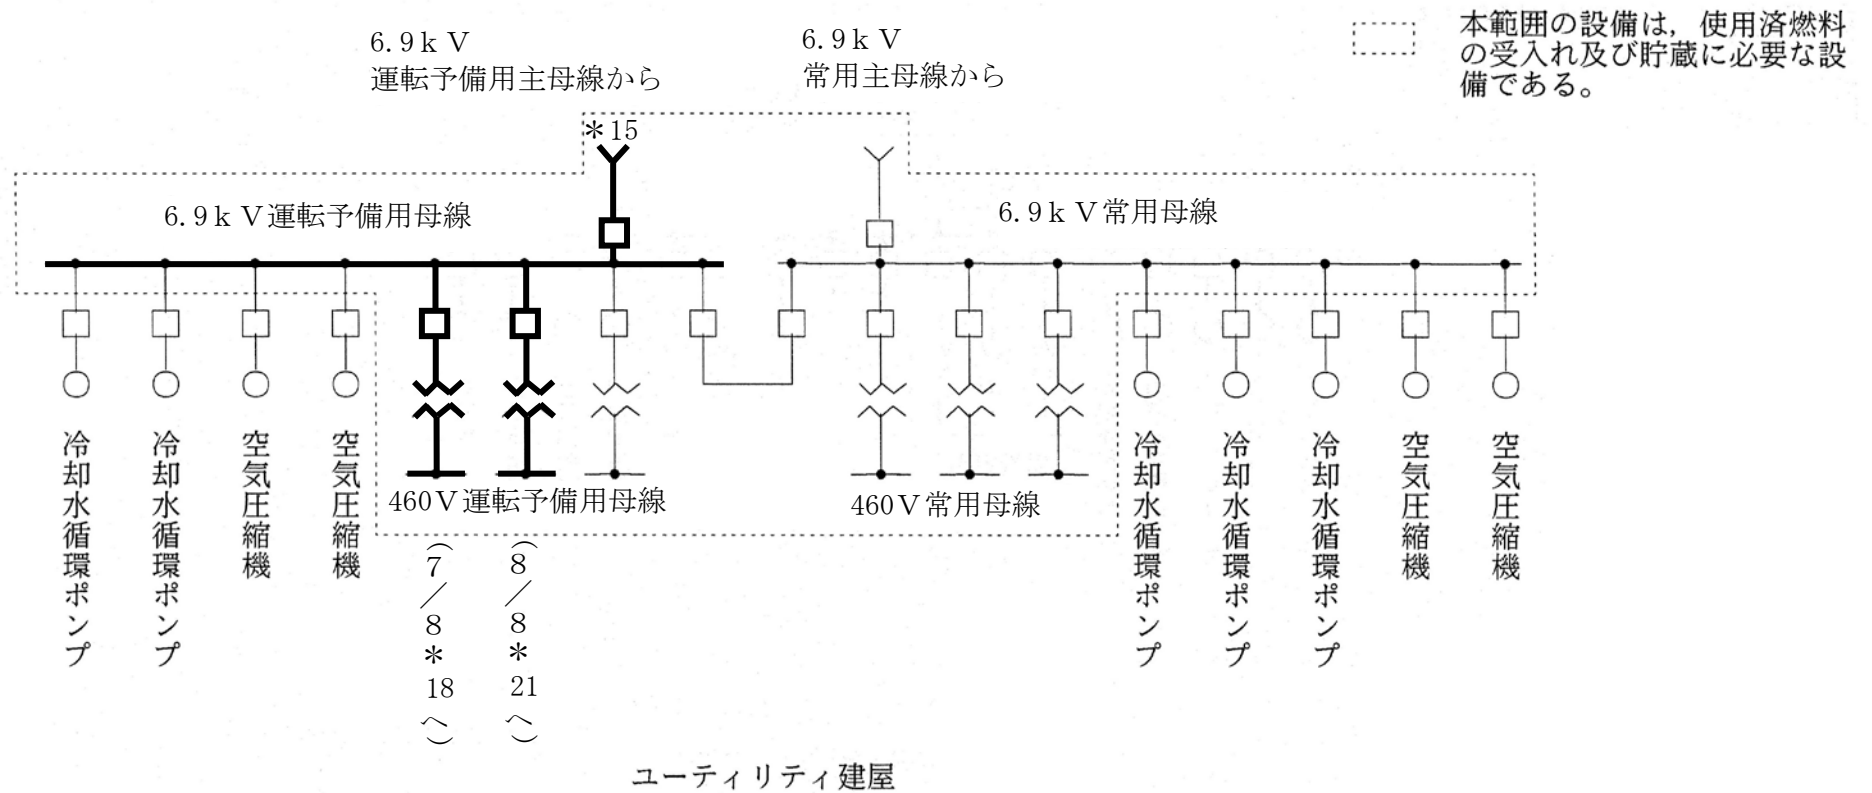 6.9kV
運転予備用主母線から
6.9kV
常用主母線から
本範囲の設備は，使用済燃料
の受入れ及び貯蔵に必要な設
備である。
＊15
6.9kV運転予備用母線
6.9kV常用母線
冷却水循環ポンプ
冷却水循環ポンプ
空気圧縮機
空気圧縮機
460V運転予備用母線
460V常用母線
（7／8＊18へ）
（8／8＊21へ）
冷却水循環ポンプ
冷却水循環ポンプ
冷却水循環ポンプ
空気圧縮機
空気圧縮機
ユーティリティ建屋